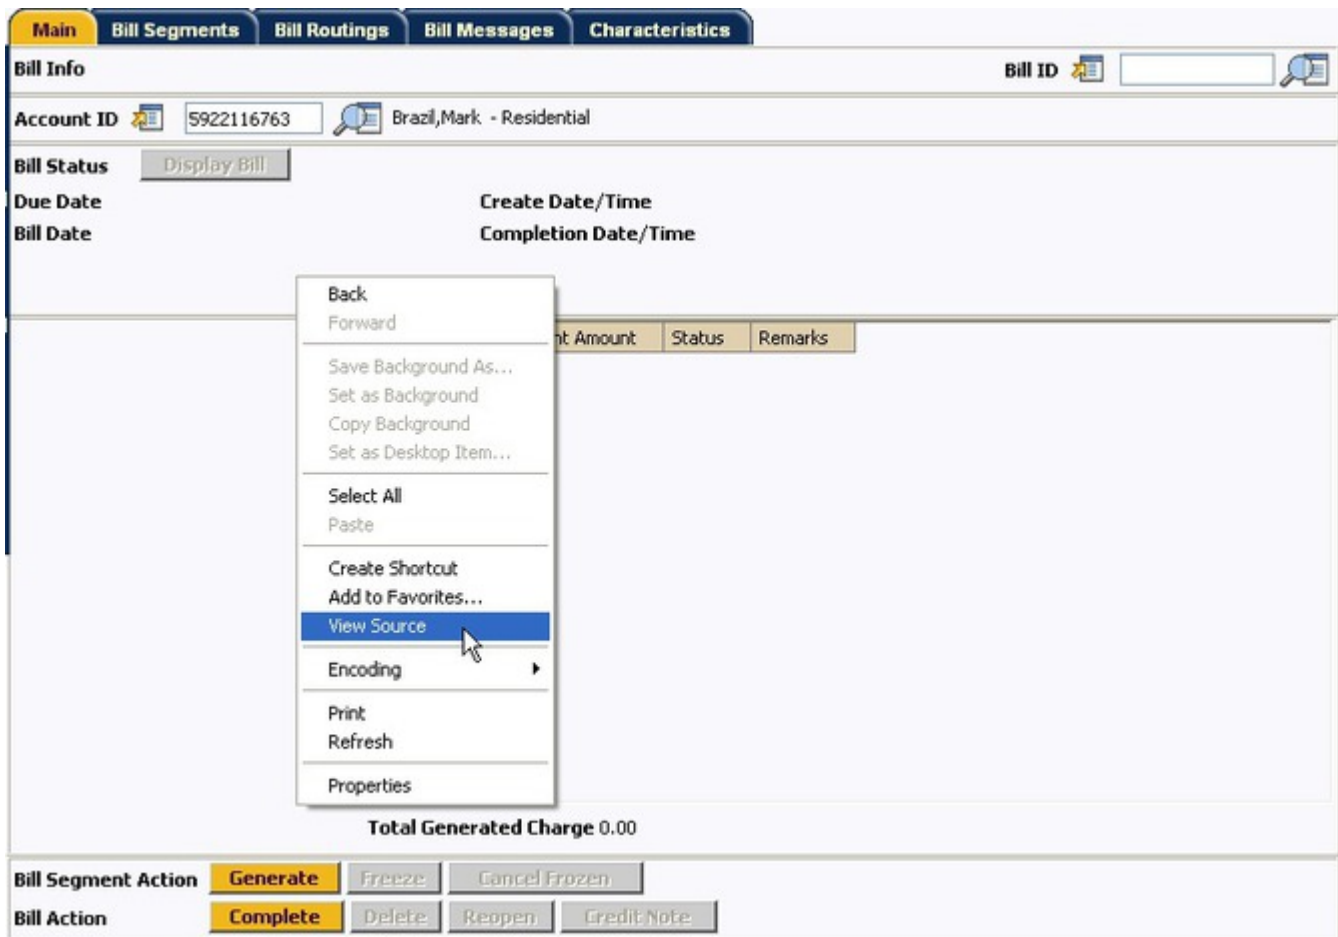 Main Bill Segments Bill Routings Bill Messages Characteristics
Bill Info Bill ID
Account ID 5922116763 Brazil,Mark - Residential
Bill Status Display Bill
Due Date Create Date/Time
Bill Date Completion Date/Time
Back
Forward
nt Amount Status Remarks
Save Background As...
Set as Background
Copy Background
Set as Desktop Item...
Select All
Paste
Create Shortcut
Add to Favorites...
View Source
Encoding
Print
Refresh
Properties
Total Generated Charge 0.00
Bill Segment Action Generate Freeze Cancel Frozen
Bill Action Complete Delete Reopen Credit Note